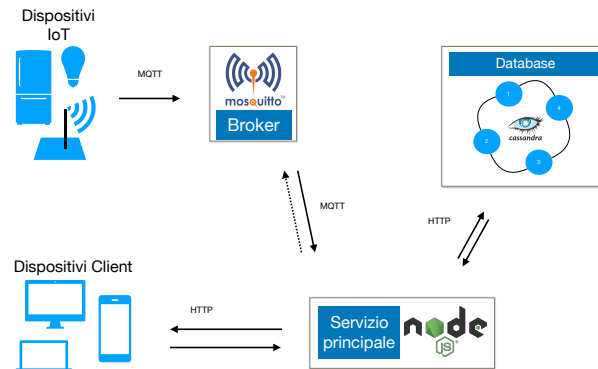 Dispositivi
IoT
MQTT
mosquitto
Broker
Database
1
4
2
3
cassandra
MQTT
HTTP
Dispositivi Client
HTTP
Servizio
principale
node
JS